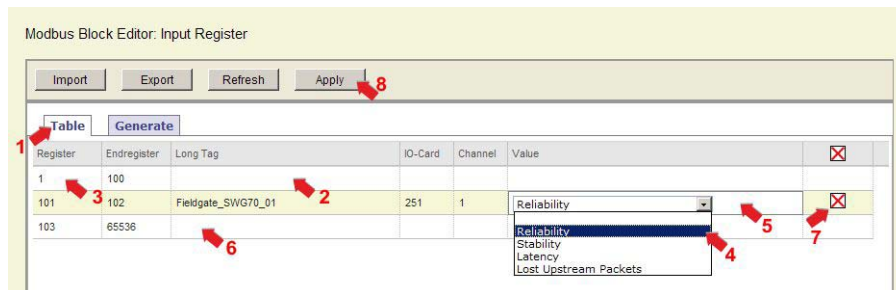 Modbus Block Editor: Input Register
Import Export Refresh Apply 8
1 Table Generate
Register Endregister Long Tag IO-Card Channel Value
1 3 100 2
101 102 Fieldgate_SWG70_01 251 1 Reliability 5 7
103 65536 6
Reliability 4
Stability
Latency
Lost Upstream Packets